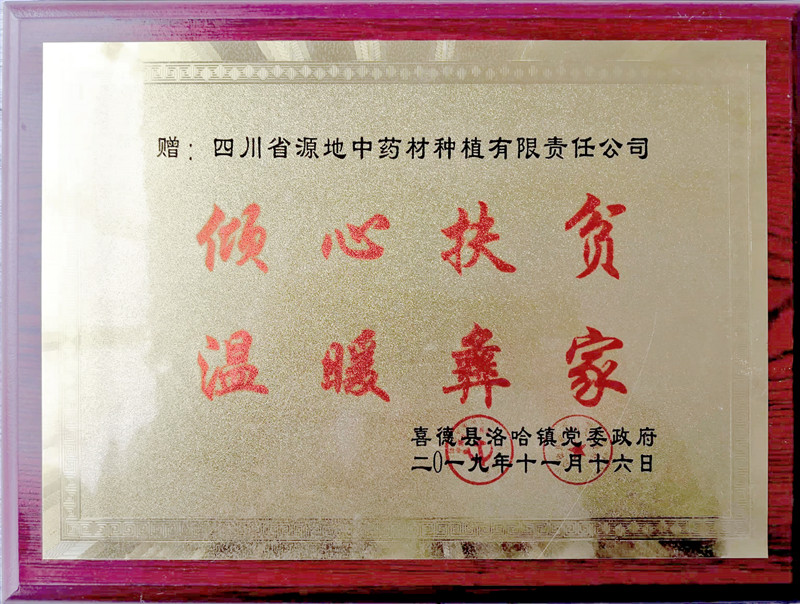 赠：四川省源地中药材种植有限责任公司
倾心扶贫
温暖彝家
喜德县洛哈镇党委政府
二〇一九年十一月十六日